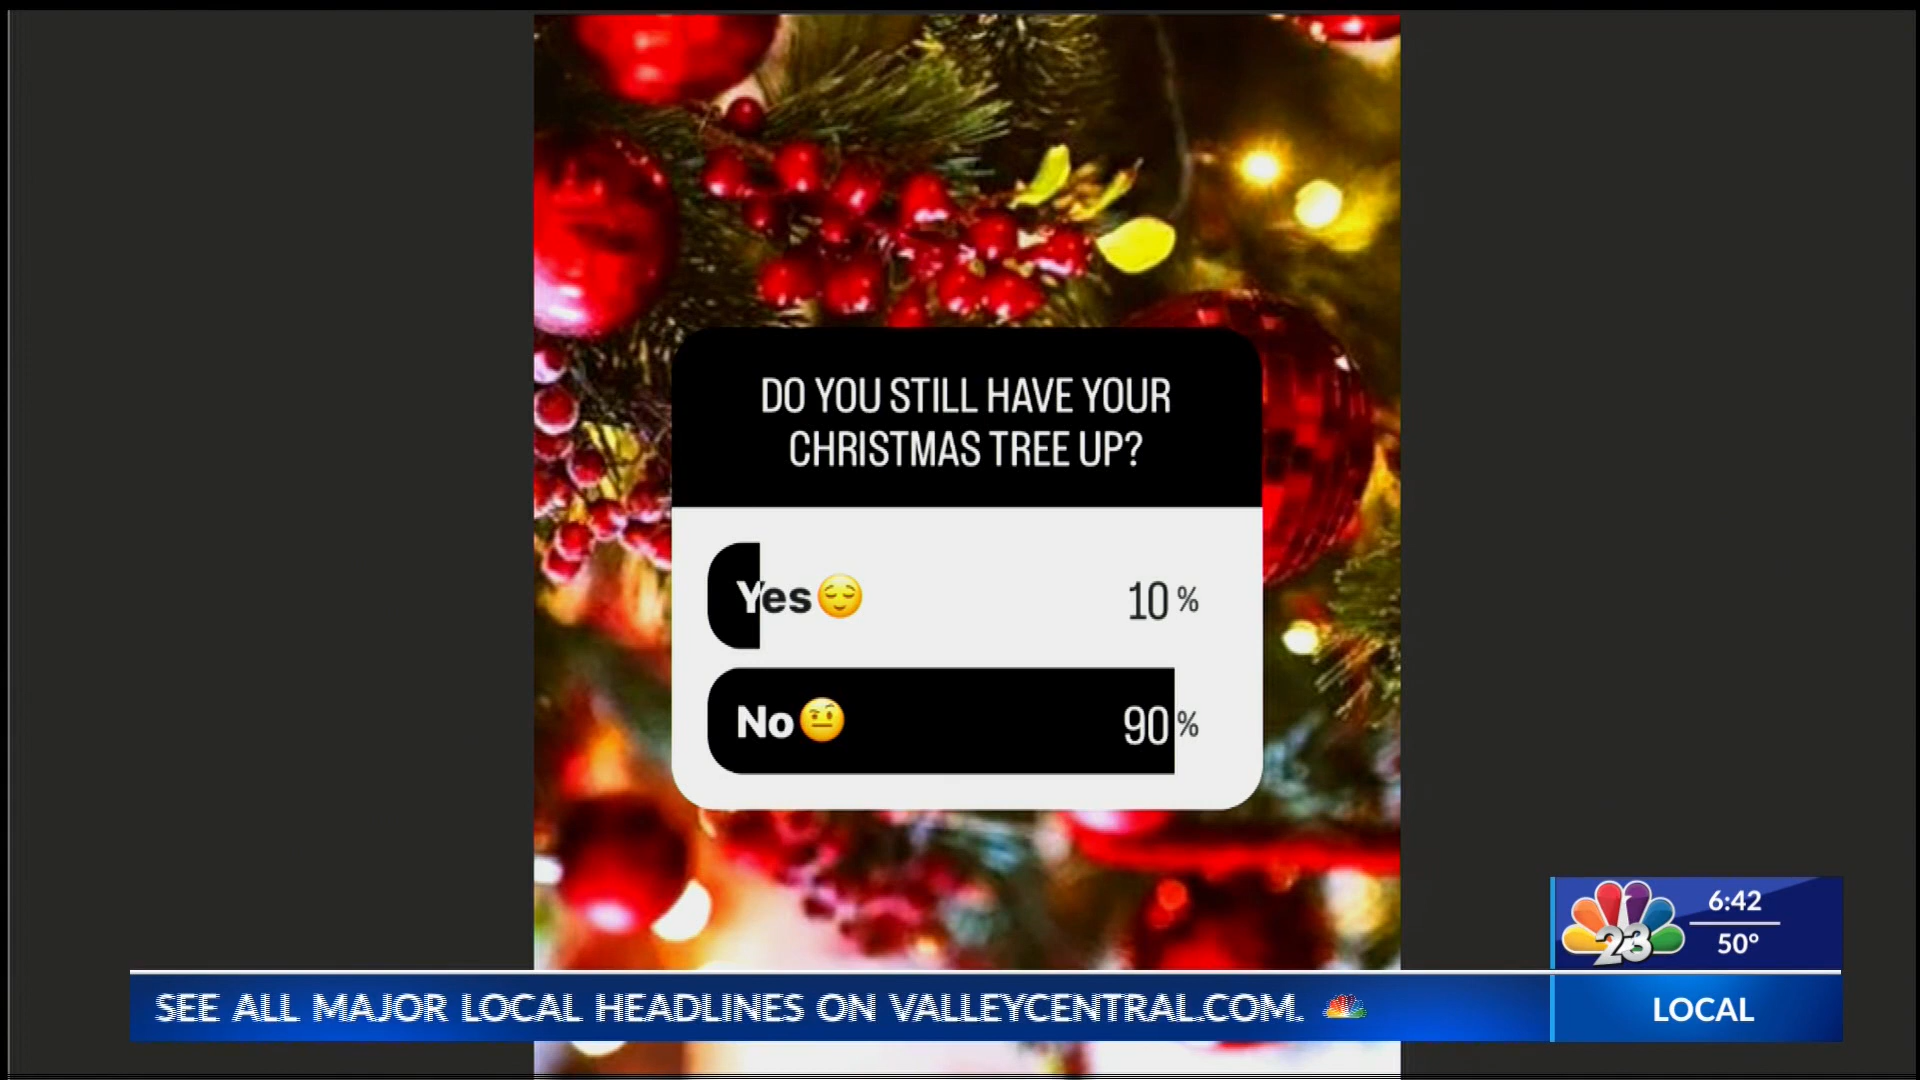 DO YOU STILL HAVE YOUR
CHRISTMAS TREE UP?
Yes😌 10%
No🤨 90%
23
6:42
50°
SEE ALL MAJOR LOCAL HEADLINES ON VALLEYCENTRAL.COM.
LOCAL